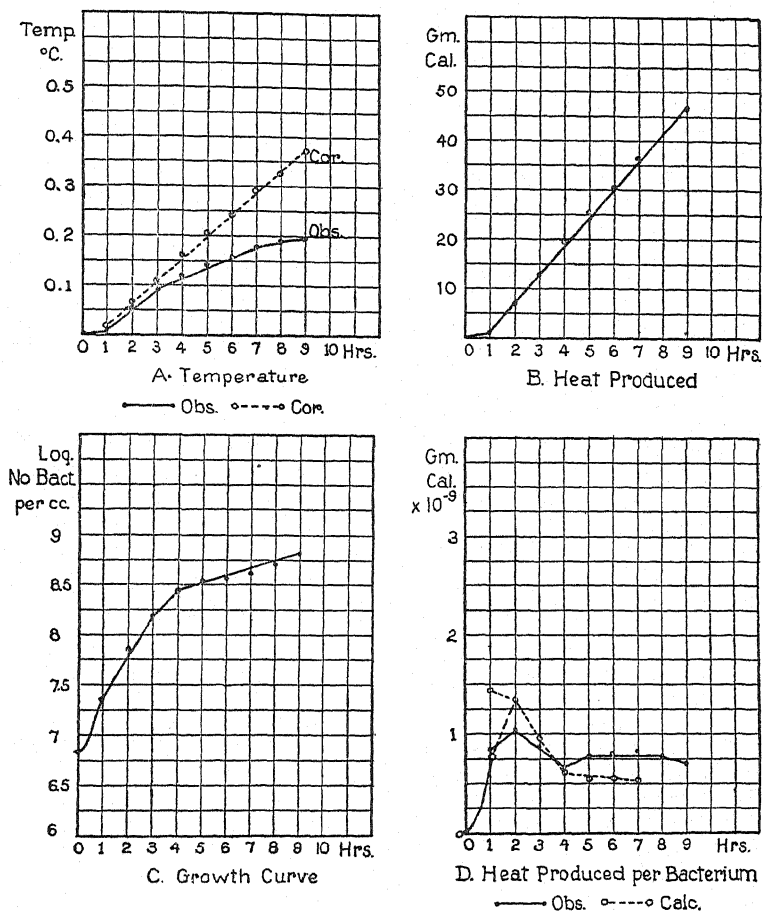 Temp.
°C.
0.5
0.4
0.3
0.2
0.1
Cor.
Obs.
0 1 2 3 4 5 6 7 8 9 10 Hrs.
A. Temperature
Obs. Cor.
Gm.
Cal.
50
40
30
20
10
0 1 2 3 4 5 6 7 8 9 10 Hrs.
B. Heat Produced
Log.
No Bact.
per cc.
9
8.5
8
7.5
7
6.5
6
0 1 2 3 4 5 6 7 8 9 10 Hrs.
C. Growth Curve
Gm.
Cal.
x 10-9
3
2
1
0
0 1 2 3 4 5 6 7 8 9 Hrs.
D. Heat Produced per Bacterium
Obs. Calc.